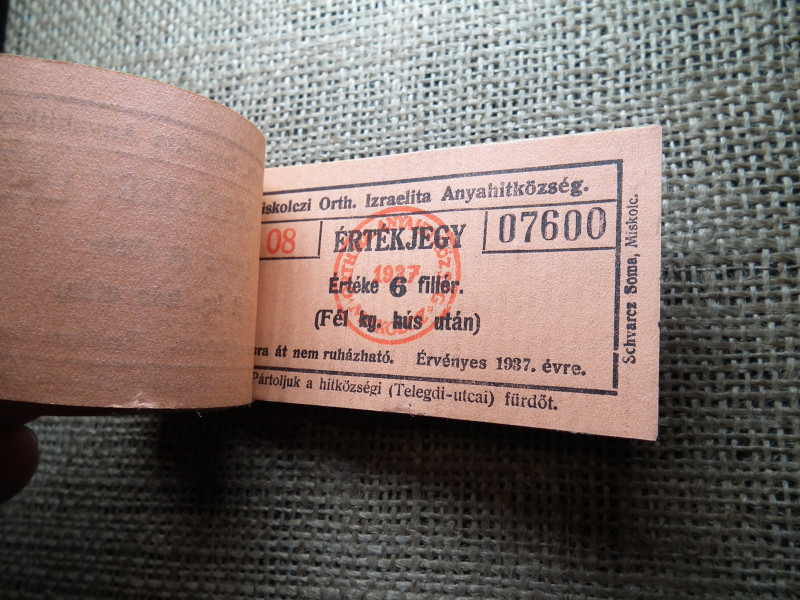 iskolczi Orth. Izraelita Anyahitközség.
08 ÉRTÉKJEGY 07600
1937
Értéke 6 fillér.
(Fél kg. hús után)
ra át nem ruházható. Érvényes 1937. évre.
Pártoljuk a hitközségi (Telegdi-utcai) fürdőt.
Schvarcz Soma, Miskolc.